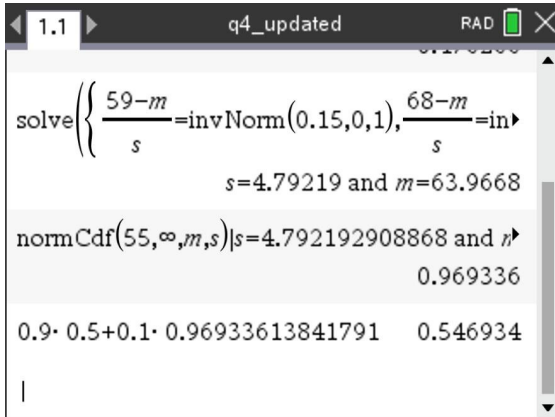 1.1 q4_updated RAD
solve({ (59-m)/s=invNorm(0.15,0,1),(68-m)/s=in▸
s=4.79219 and m=63.9668
normCdf(55,∞,m,s)|s=4.792192908868 and
0.969336
0.9· 0.5+0.1· 0.96933613841791 0.546934